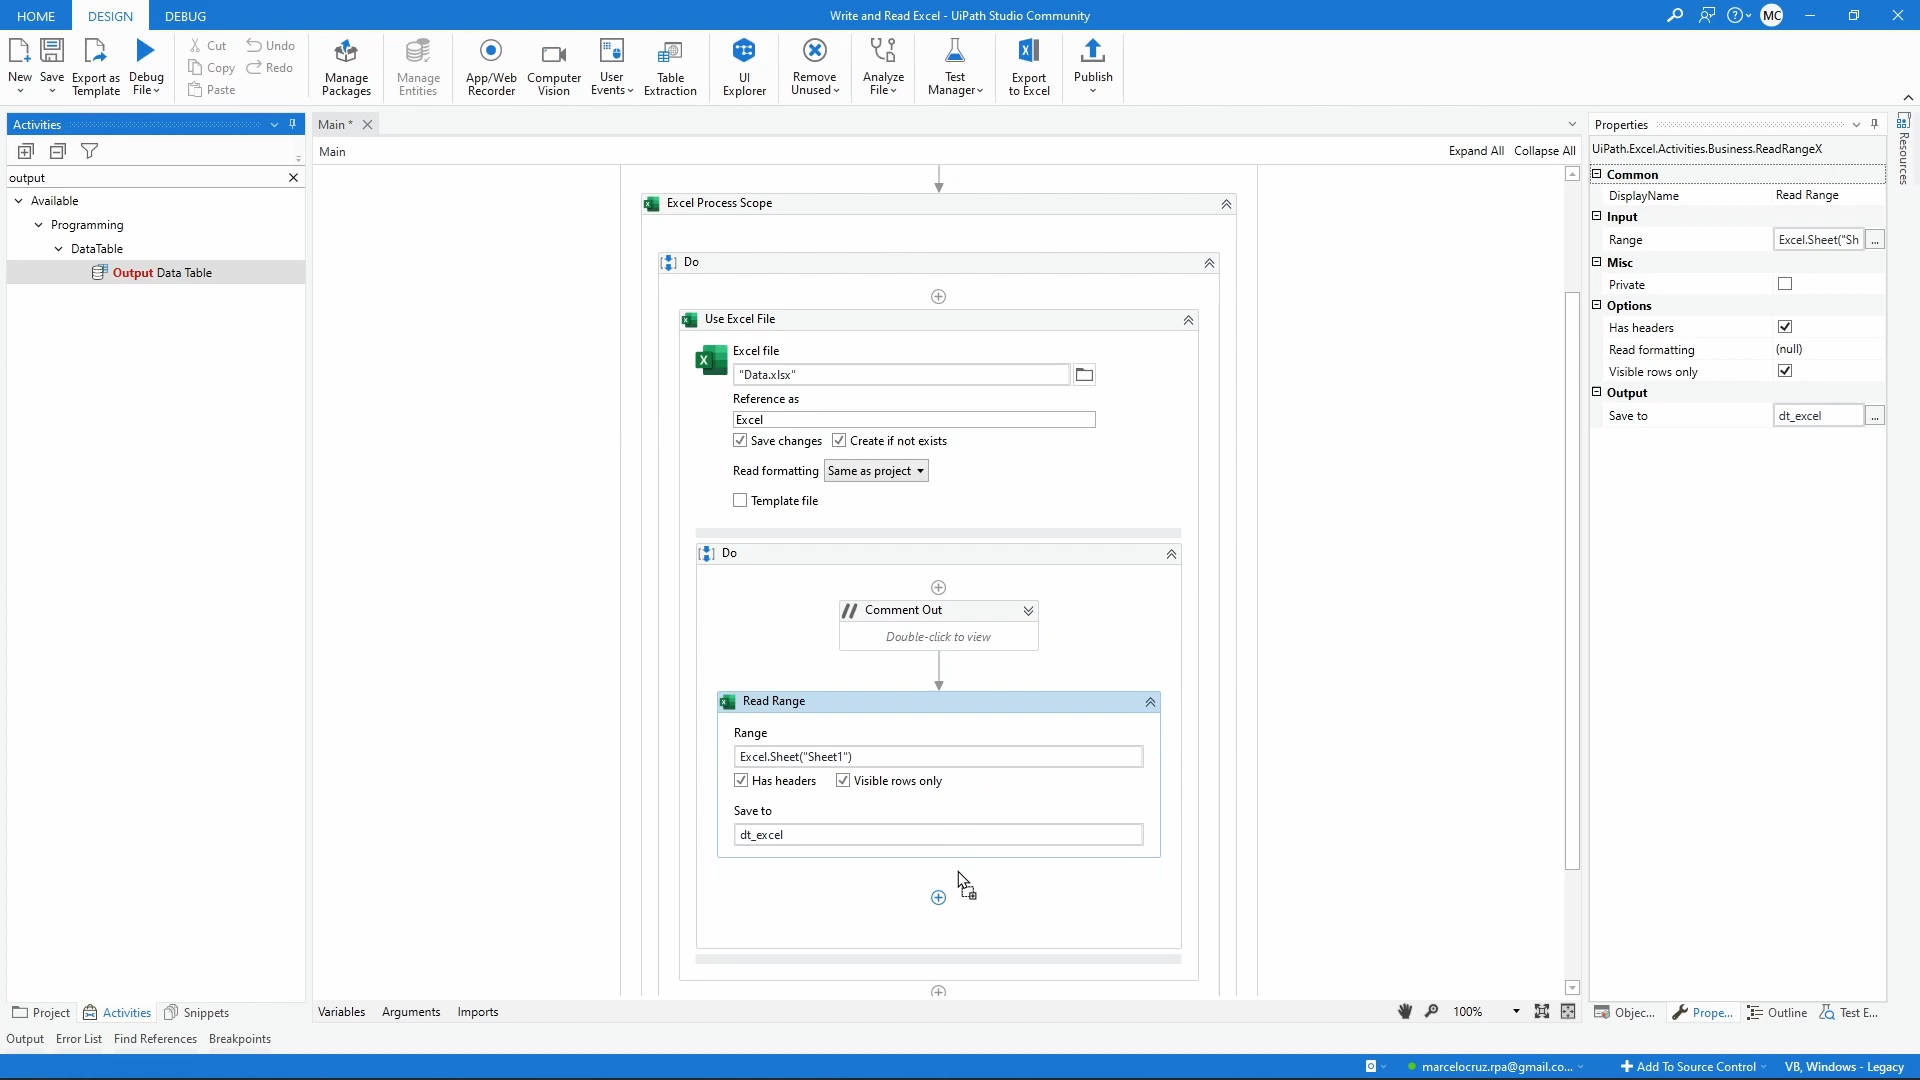 HOME DESIGN DEBUG
Write and Read Excel - UiPath Studio Community
MC
New
Save
Export as Template
Debug File
Cut
Copy
Paste
Undo
Redo
Manage Packages
Manage Entities
App/Web Recorder
Computer Vision
User Events
Table Extraction
UI Explorer
Remove Unused
Analyze File
Test Manager
Export to Excel
Publish
Activities
output
Available
Programming
DataTable
Output Data Table
Main *
Main
Expand All Collapse All
Excel Process Scope
Do
Use Excel File
Excel file
"Data.xlsx"
Reference as
Excel
Save changes Create if not exists
Read formatting Same as project
Template file
Do
Comment Out
Double-click to view
Read Range
Range
Excel.Sheet("Sheet1")
Has headers Visible rows only
Save to
dt_excel
Properties
UiPath.Excel.Activities.Business.ReadRangeX
Common
DisplayName Read Range
Input
Range Excel.Sheet("Sh ...
Misc
Private
Options
Has headers
Read formatting (null)
Visible rows only
Output
Save to dt_excel ...
Resources
Project Activities Snippets
Variables Arguments Imports
100%
Objec... Prope... Outline Test E...
Output Error List Find References Breakpoints
marcelocruz.rpa@gmail.co...
Add To Source Control
VB, Windows - Legacy